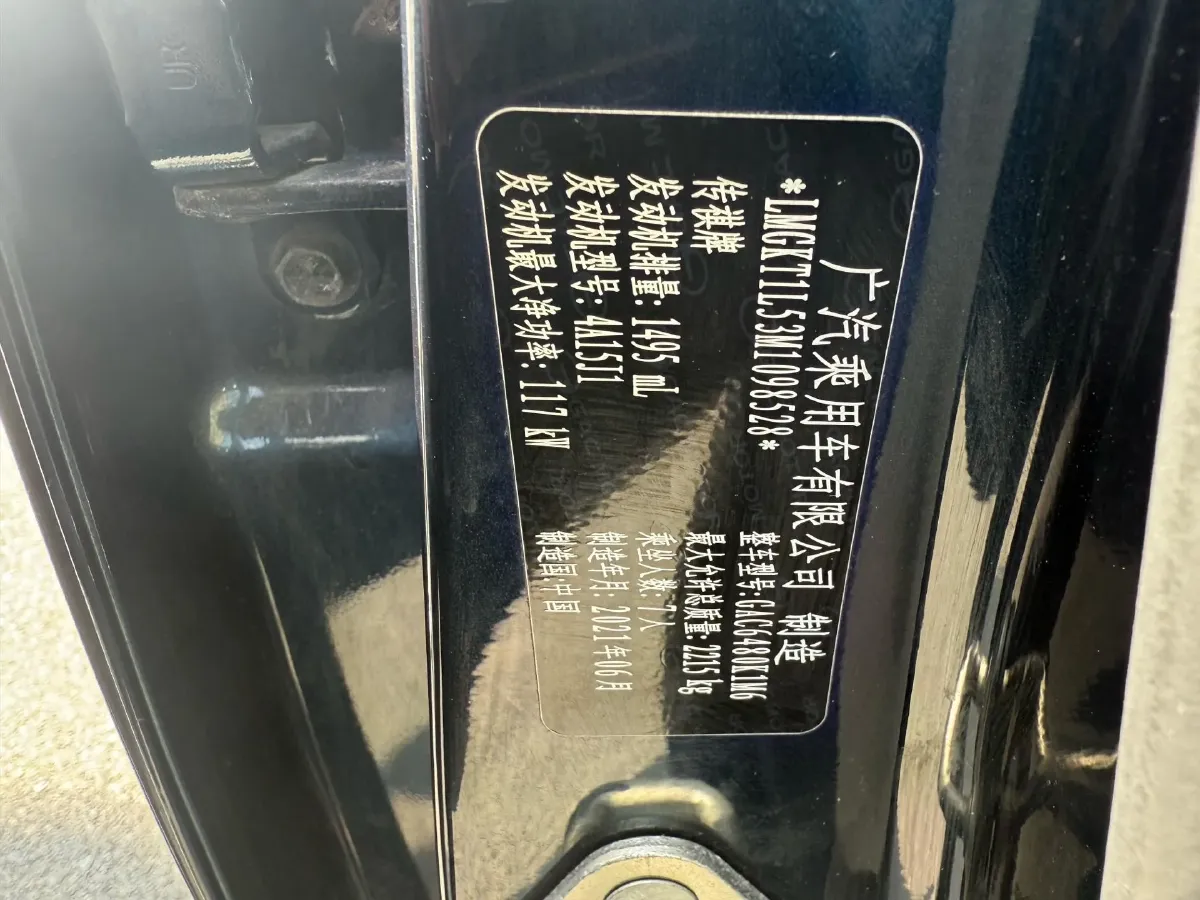 广汽乘用车有限公司 制造
*LMGKT1L53M1098528*
整车型号:GAC6480K1M6
传祺牌
最大允许总质量: 2215 kg
发动机排量: 1495 mL
乘坐人数: 7人
发动机型号: 4A15J1
制造年月: 2021年06月
发动机最大净功率: 117 kW
制造国:中国